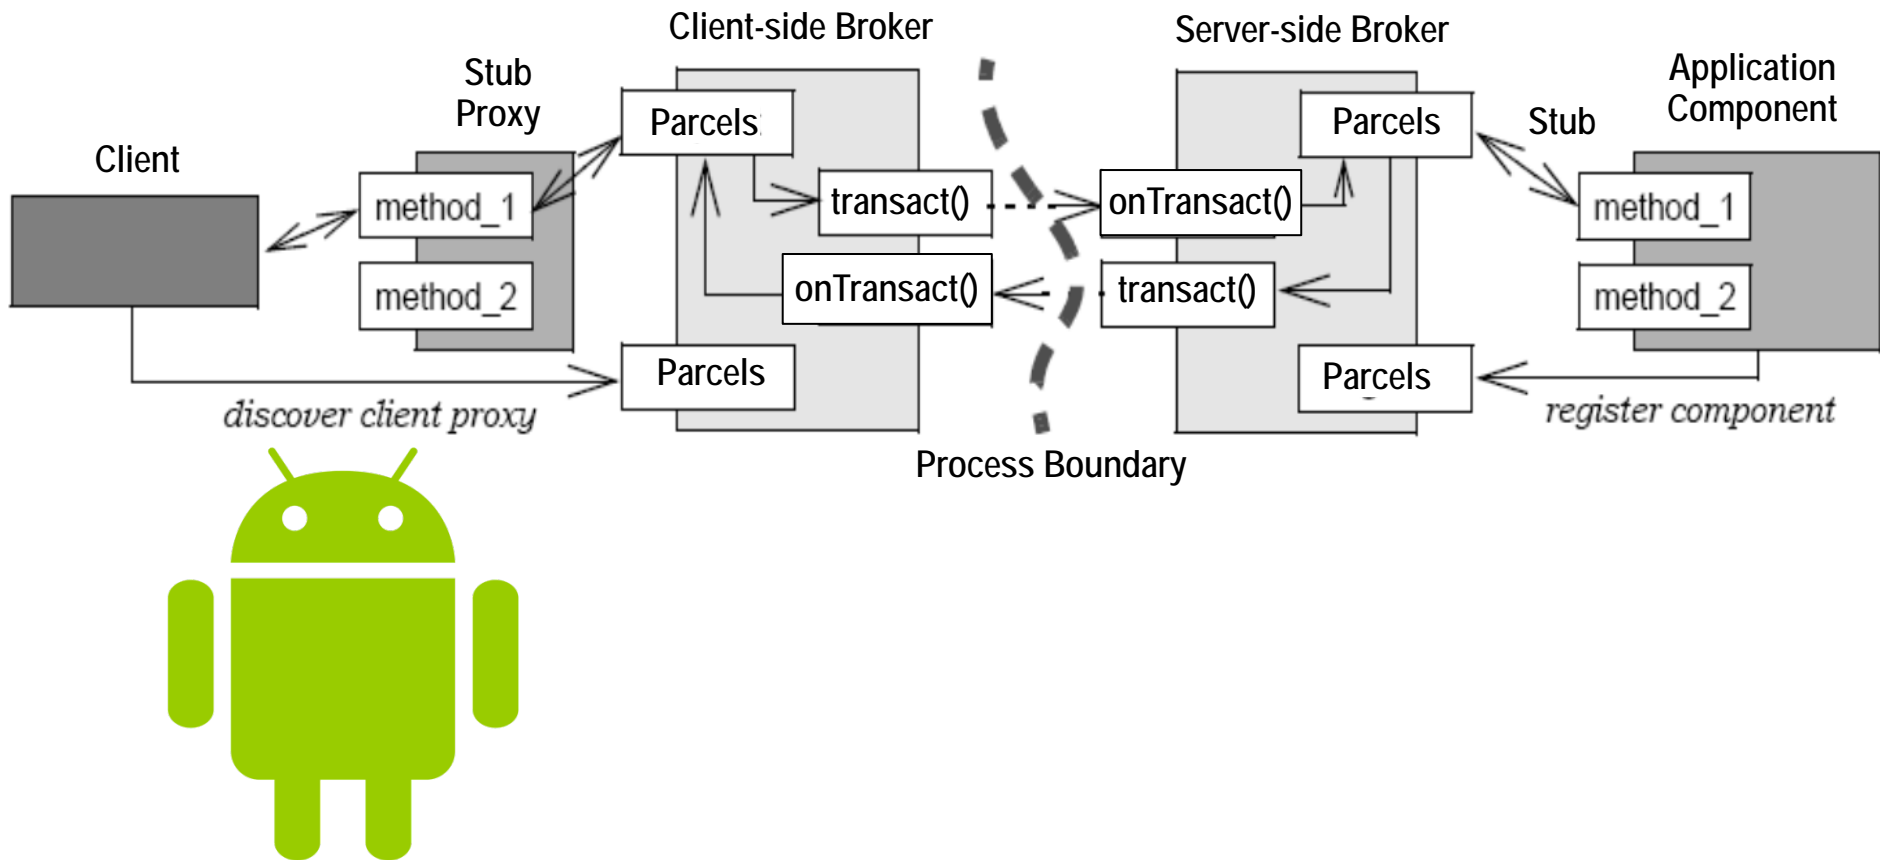 Client-side Broker
Server-side Broker
Stub
Proxy
Application
Component
Client
Parcels
Parcels
Stub
method_1
transact()
onTransact()
method_1
method_2
onTransact()
transact()
method_2
Parcels
Parcels
discover client proxy
register component
Process Boundary